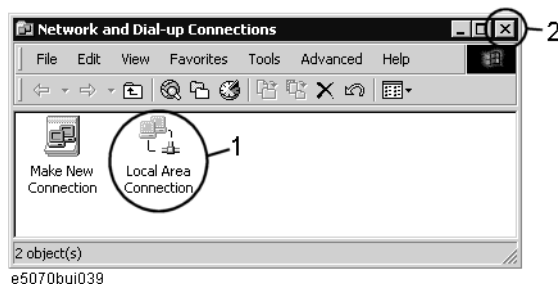 Network and Dial-up Connections
2
File Edit View Favorites Tools Advanced Help
1
Make New
Connection
Local Area
Connection
2 object(s)
e5070bui039